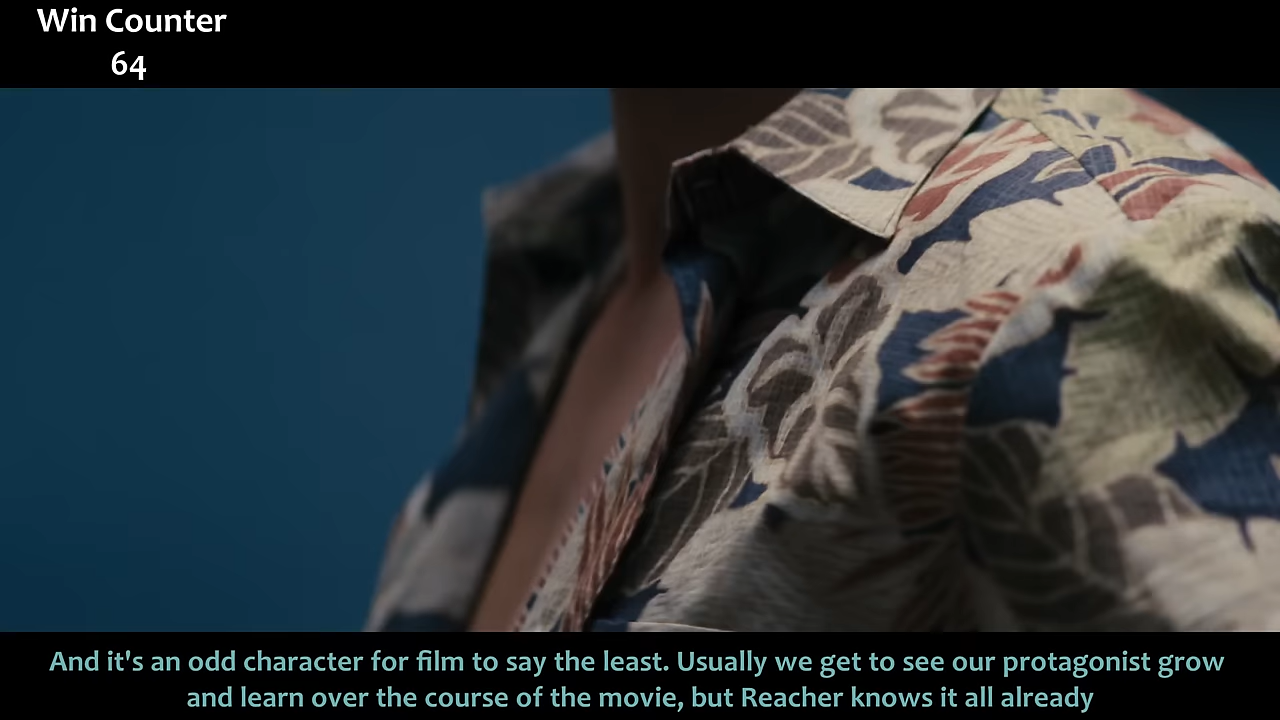 Win Counter
64
And it's an odd character for film to say the least. Usually we get to see our protagonist grow
and learn over the course of the movie, but Reacher knows it all already